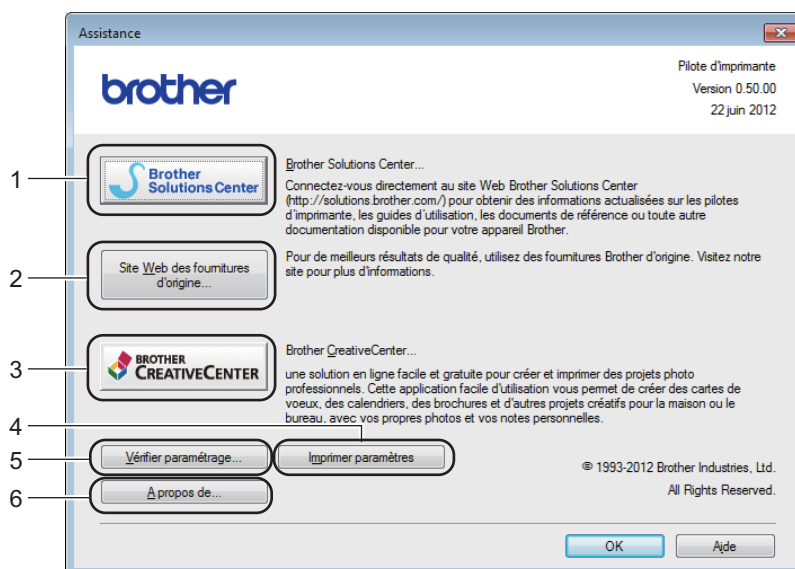 Assistance
brother
Pilote d'imprimante
Version 0.50.00
22 juin 2012
1
Brother
Solutions Center
Brother Solutions Center...
Connectez-vous directement au site Web Brother Solutions Center
(http://solutions.brother.com/) pour obtenir des informations actualisées sur les pilotes
d'imprimante, les guides d'utilisation, les documents de référence ou toute autre
documentation disponible pour votre appareil Brother.
2
Site Web des fournitures
d'origine...
Pour de meilleurs résultats de qualité, utilisez des fournitures Brother d'origine. Visitez notre
site pour plus d'informations.
3
BROTHER
CREATIVECENTER
Brother CreativeCenter...
une solution en ligne facile et gratuite pour créer et imprimer des projets photo
professionnels. Cette application facile d'utilisation vous permet de créer des cartes de
voeux, des calendriers, des brochures et d'autres projets créatifs pour la maison ou le
bureau, avec vos propres photos et vos notes personnelles.
4
5
Vérifier paramétrage...
Imprimer paramètres
© 1993-2012 Brother Industries, Ltd.
All Rights Reserved.
6
A propos de...
OK
Aide